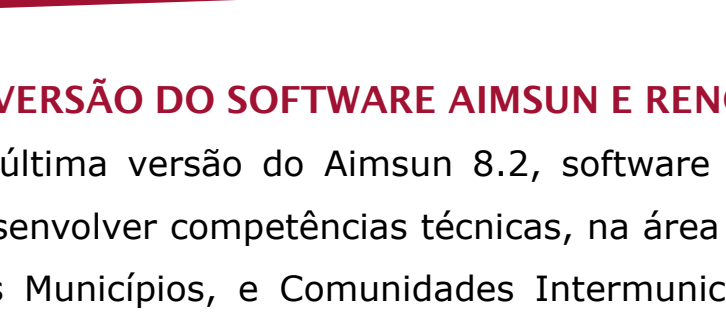 VERSÃO DO SOFTWARE AIMSUN E REN
última versão do Aimsun 8.2, software
senvolver competências técnicas, na área
s Municípios, e Comunidades Intermunic